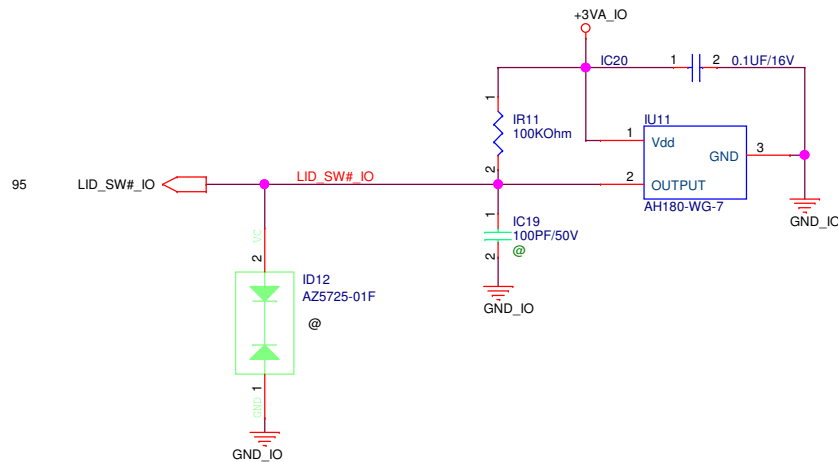 +3VA_IO
IC20
1
2
0.1UF/16V
1
IR11
100KOhm
2
IU11
1
Vdd
GND
3
2
OUTPUT
AH180-WG-7
GND_IO
95
LID_SW#_IO
LID_SW#_IO
1
IC19
100PF/50V
@
2
GND_IO
VC
2
ID12
AZ5725-01F
@
1
GND
GND_IO